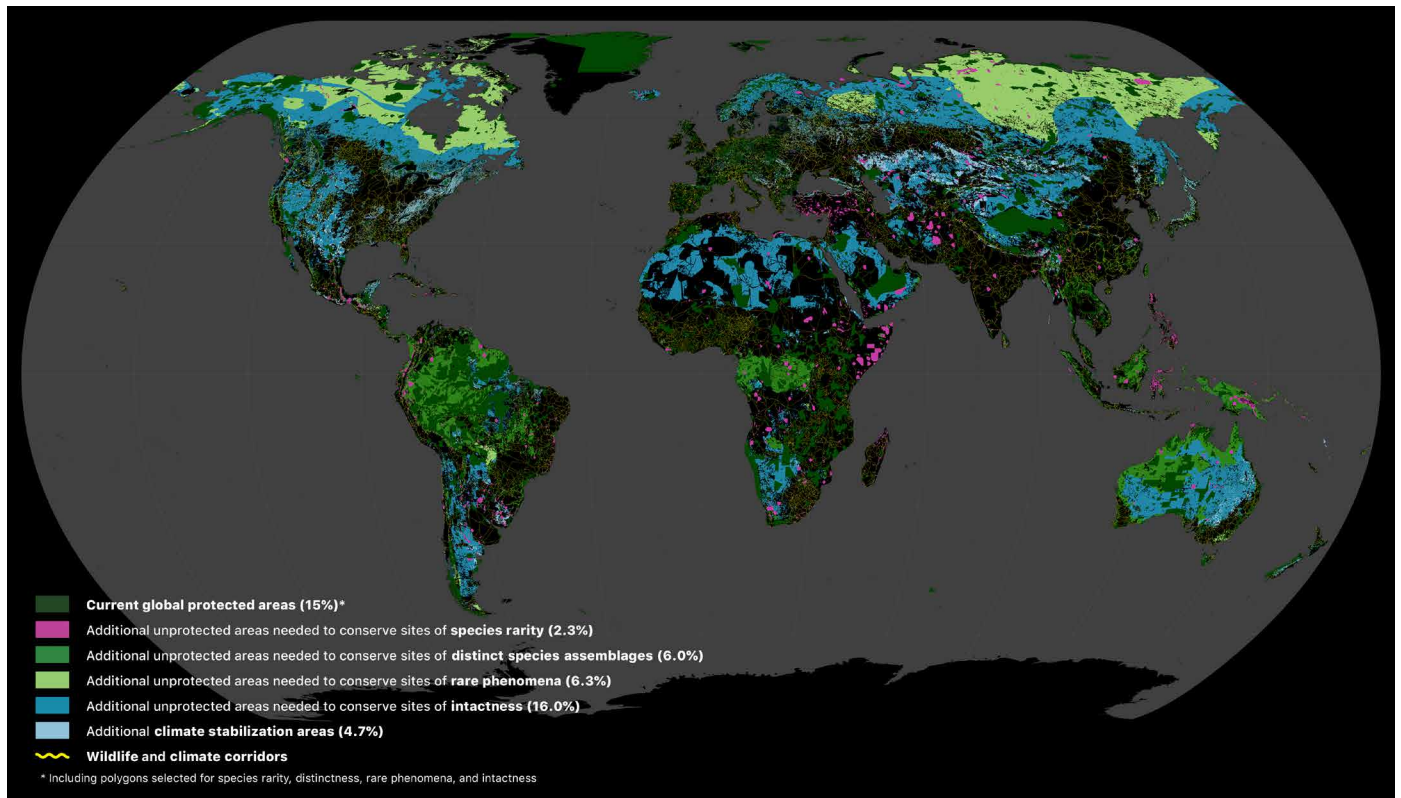 Current global protected areas (15%)*
Additional unprotected areas needed to conserve sites of species rarity (2.3%)
Additional unprotected areas needed to conserve sites of distinct species assemblages (6.0%)
Additional unprotected areas needed to conserve sites of rare phenomena (6.3%)
Additional unprotected areas needed to conserve sites of intactness (16.0%)
Additional climate stabilization areas (4.7%)
Wildlife and climate corridors
* Including polygons selected for species rarity, distinctness, rare phenomena, and intactness